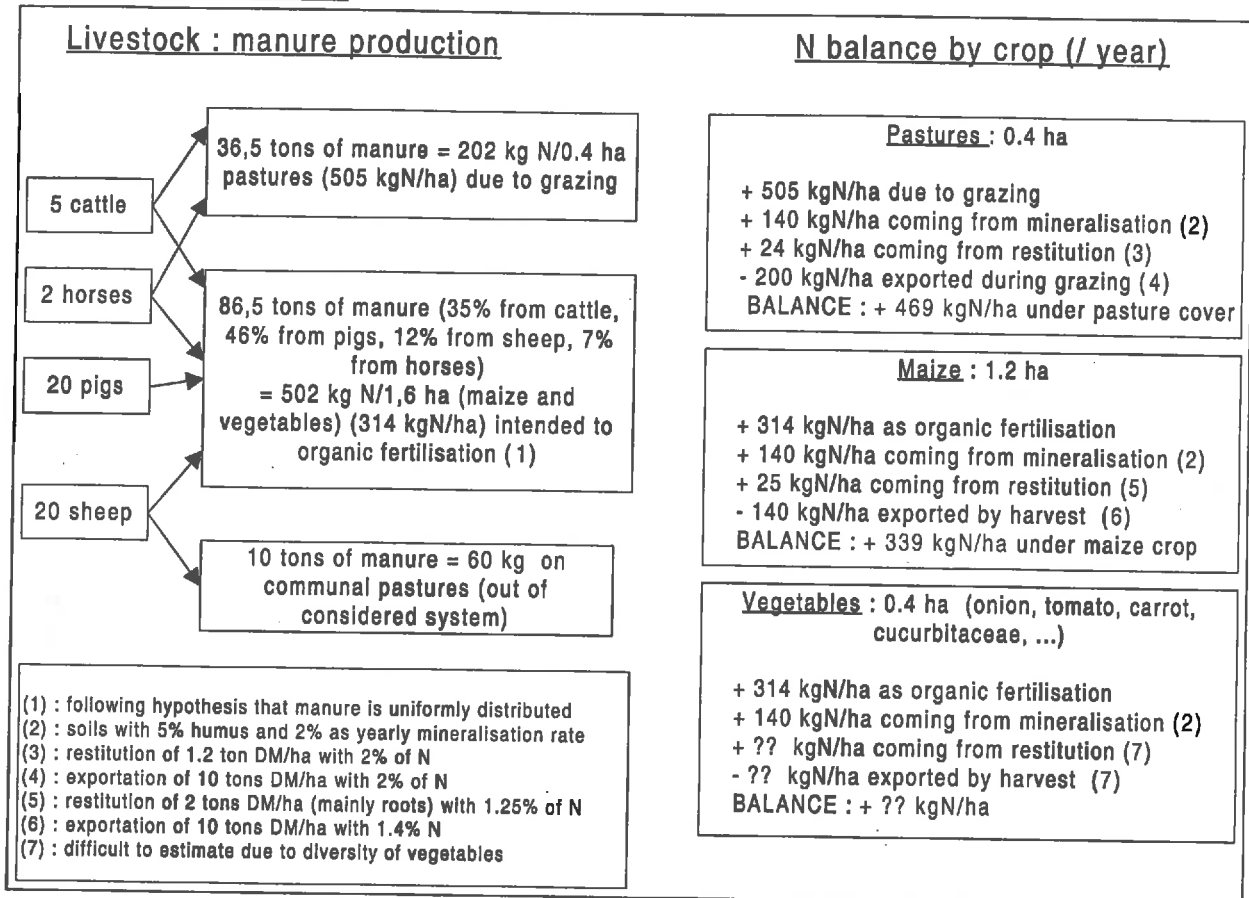 Livestock : manure production
36,5 tons of manure = 202 kg N/0.4 ha
pastures (505 kgN/ha) due to grazing
5 cattle
2 horses
20 pigs
20 sheep
86,5 tons of manure (35% from cattle,
46% from pigs, 12% from sheep, 7%
from horses)
= 502 kg N/1,6 ha (maize and
vegetables) (314 kgN/ha) intended to
organic fertilisation (1)
10 tons of manure = 60 kg on
communal pastures (out of
considered system)
(1) : following hypothesis that manure is uniformly distributed
(2) : soils with 5% humus and 2% as yearly mineralisation rate
(3) : restitution of 1.2 ton DM/ha with 2% of N
(4) : exportation of 10 tons DM/ha with 2% of N
(5) : restitution of 2 tons DM/ha (mainly roots) with 1.25% of N
(6) : exportation of 10 tons DM/ha with 1.4% N
(7) : difficult to estimate due to diversity of vegetables
N balance by crop (/ year)
Pastures : 0.4 ha
+ 505 kgN/ha due to grazing
+ 140 kgN/ha coming from mineralisation (2)
+ 24 kgN/ha coming from restitution (3)
- 200 kgN/ha exported during grazing (4)
BALANCE : + 469 kgN/ha under pasture cover
Maize : 1.2 ha
+ 314 kgN/ha as organic fertilisation
+ 140 kgN/ha coming from mineralisation (2)
+ 25 kgN/ha coming from restitution (5)
- 140 kgN/ha exported by harvest (6)
BALANCE : + 339 kgN/ha under maize crop
Vegetables : 0.4 ha (onion, tomato, carrot,
cucurbitaceae, ...)
+ 314 kgN/ha as organic fertilisation
+ 140 kgN/ha coming from mineralisation (2)
+ ?? kgN/ha coming from restitution (7)
- ?? kgN/ha exported by harvest (7)
BALANCE : + ?? kgN/ha